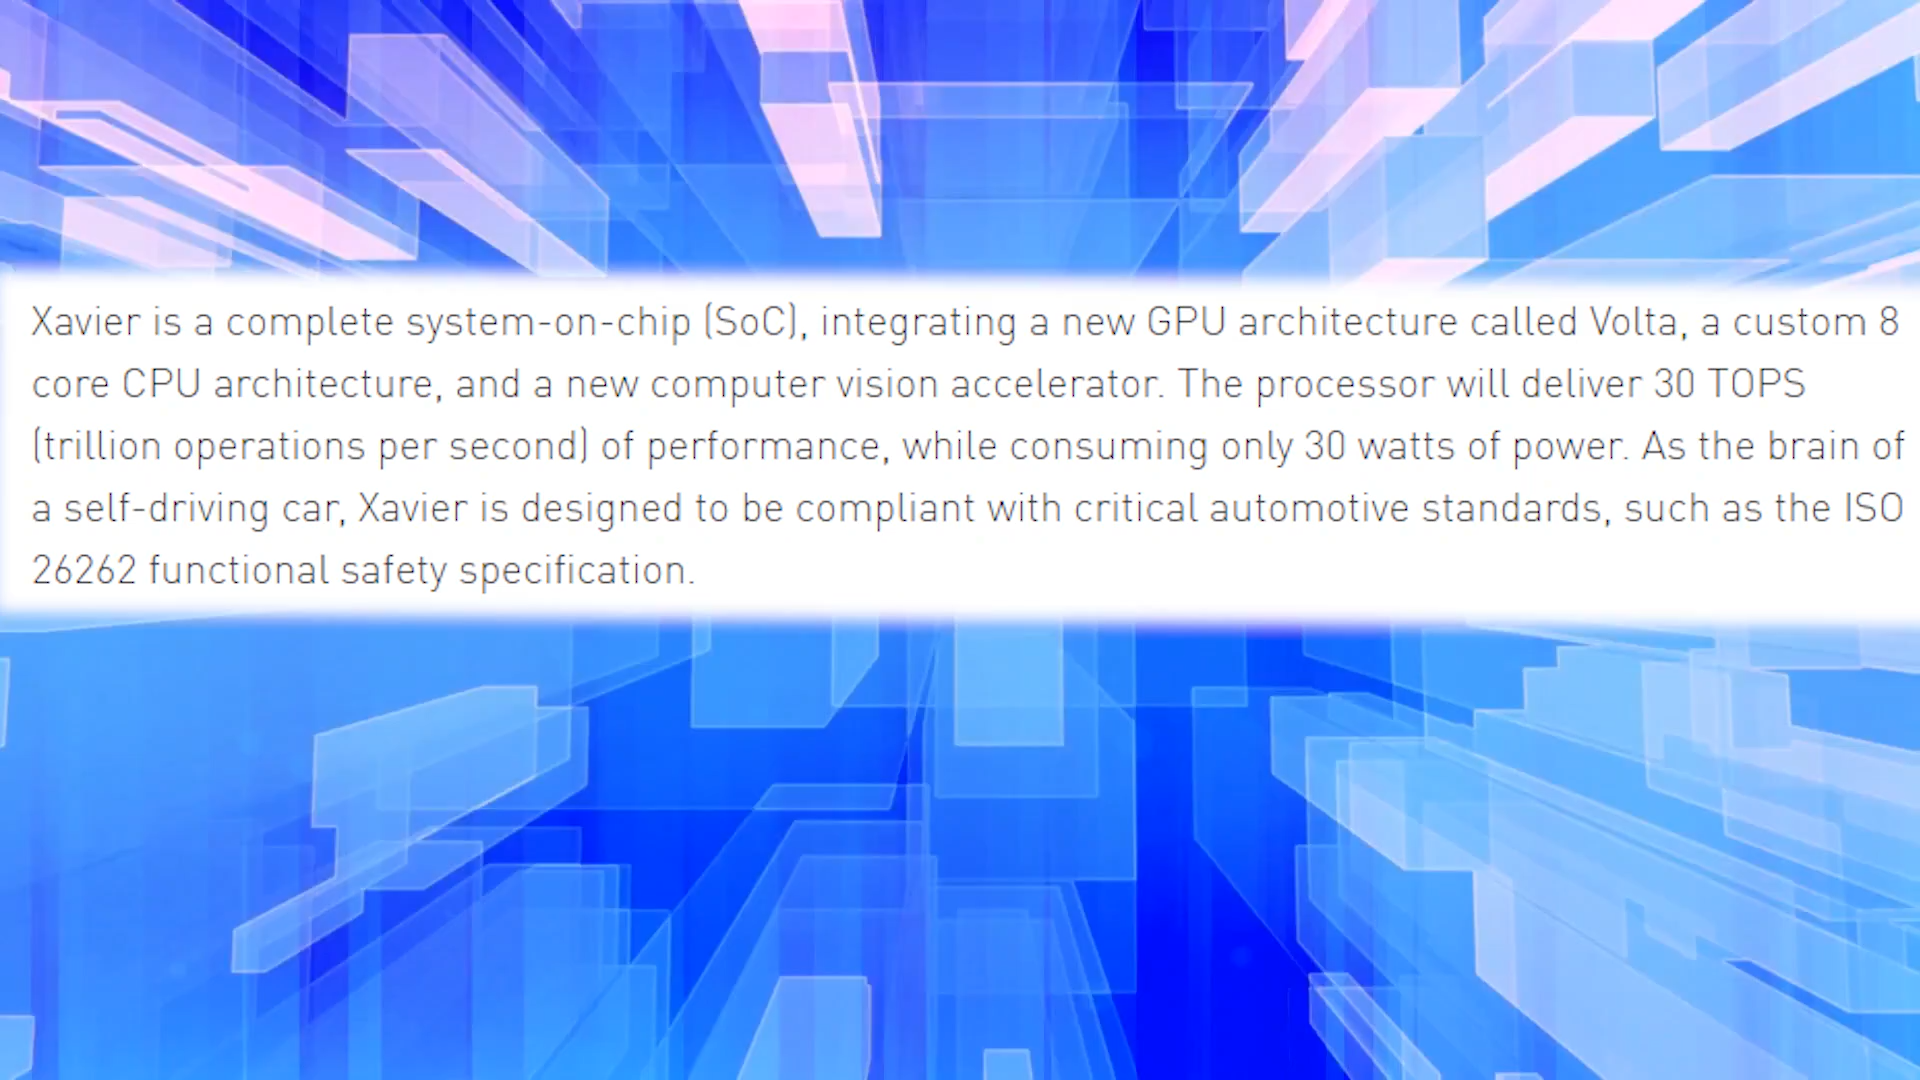 Xavier is a complete system-on-chip (SoC), integrating a new GPU architecture called Volta, a custom 8
core CPU architecture, and a new computer vision accelerator. The processor will deliver 30 TOPS
(trillion operations per second) of performance, while consuming only 30 watts of power. As the brain of
a self-driving car, Xavier is designed to be compliant with critical automotive standards, such as the ISO
26262 functional safety specification.